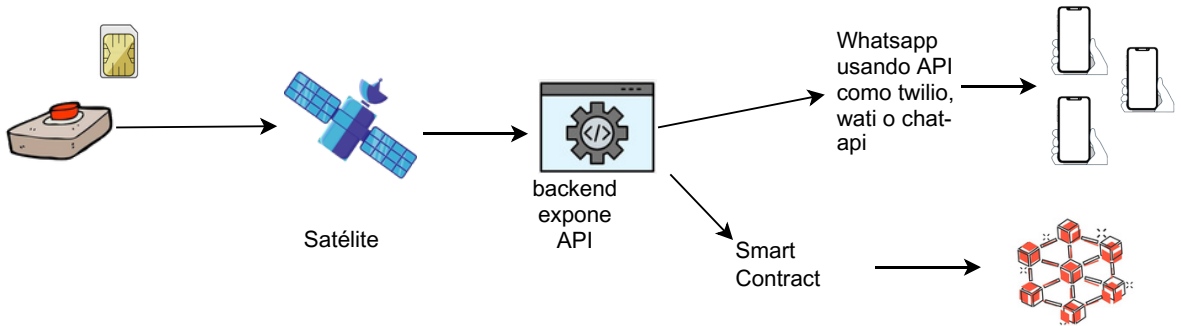 Whatsapp
usando API
como twilio,
wati o chat-
api
</>
backend
expone
API
Satélite
Smart
Contract